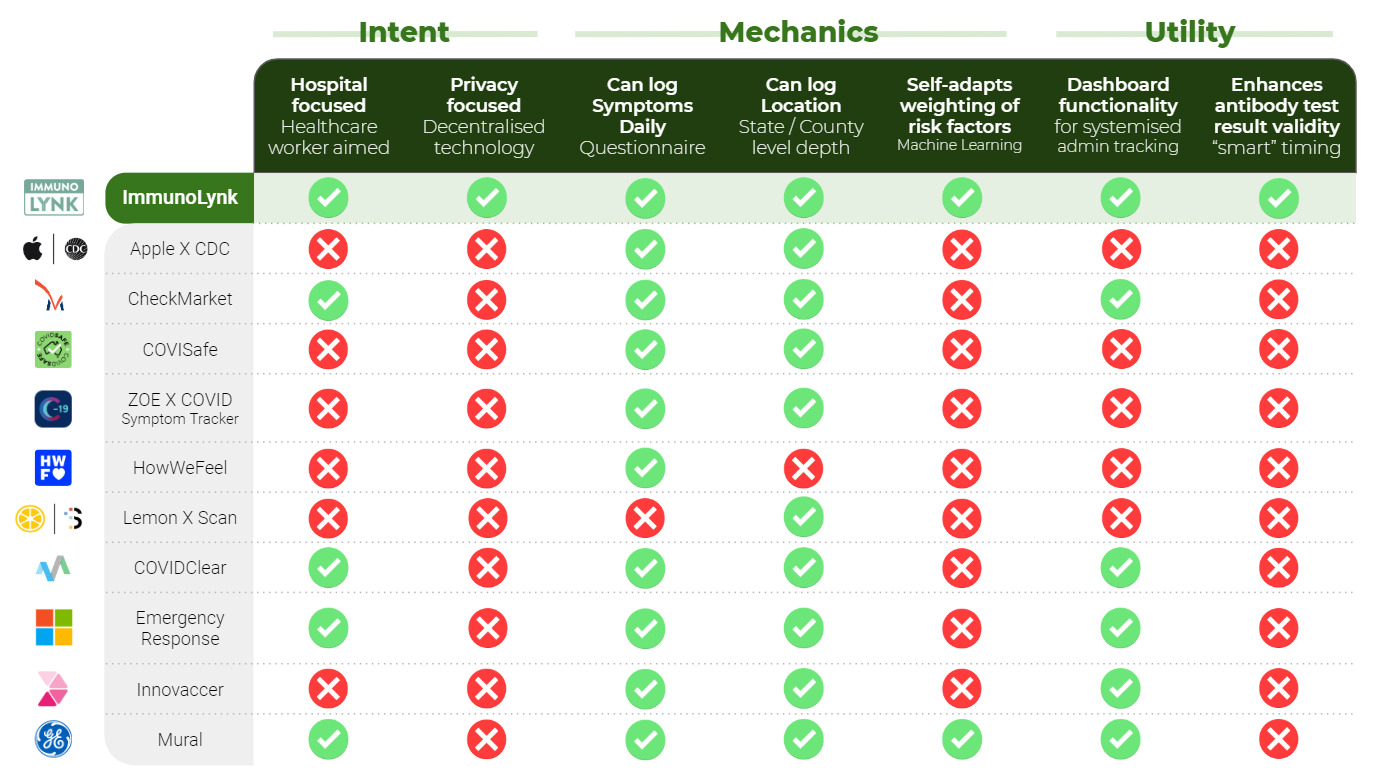 Intent
Mechanics
Utility
Hospital
focused
Healthcare
worker aimed
Privacy
focused
Decentralised
technology
Can log
Symptoms
Daily
Questionnaire
Can log
Location
State / County
level depth
Self-adapts
weighting of
risk factors
Machine Learning
Dashboard
functionality
for systemised
admin tracking
Enhances
antibody test
result validity
“smart” timing
IMMUNO
LYNK
ImmunoLynk
CDC
Apple X CDC
CheckMarket
COVIDSAFE
COVIDSAFE
COVISafe
C-19
ZOE X COVID
Symptom Tracker
HW
F
HowWeFeel
S
Lemon X Scan
COVIDClear
Emergency
Response
Innovaccer
GE
Mural